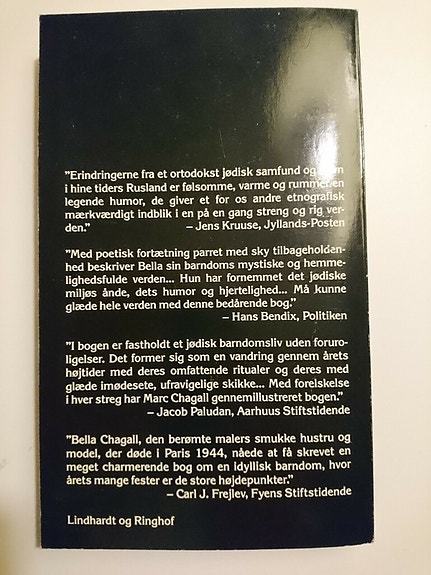 "Erindringerne fra et ortodokst jødisk samfund og
i hine tiders Rusland er følsomme, varme og rummer en
legende humor, de giver et for os andre etnografisk
mærkværdigt indblik i en på en gang streng og rig ver-
den."
– Jens Kruuse, Jyllands-Posten
"Med poetisk fortætning parret med sky tilbageholden-
hed beskriver Bella sin barndoms mystiske og hemme-
lighedsfulde verden... Hun har fornemmet det jødiske
miljøs ånde, dets humor og hjertelighed... Må kunne
glæde hele verden med denne bedårende bog."
– Hans Bendix, Politiken
"I bogen er fastholdt et jødisk barndomsliv uden foruro-
ligelser. Det former sig som en vandring gennem årets
højtider med deres omfattende ritualer og deres med
glæde imødesete, ufravigelige skikke... Med forelskelse
i hver streg har Marc Chagall gennemillustreret bogen."
– Jacob Paludan, Aarhuus Stiftstidende
"Bella Chagall, den berømte malers smukke hustru og
model, der døde i Paris 1944, nåede at få skrevet en
meget charmerende bog om en idyllisk barndom, hvor
årets mange fester er de store højdepunkter."
– Carl J. Frejlev, Fyens Stiftstidende
Lindhardt og Ringhof